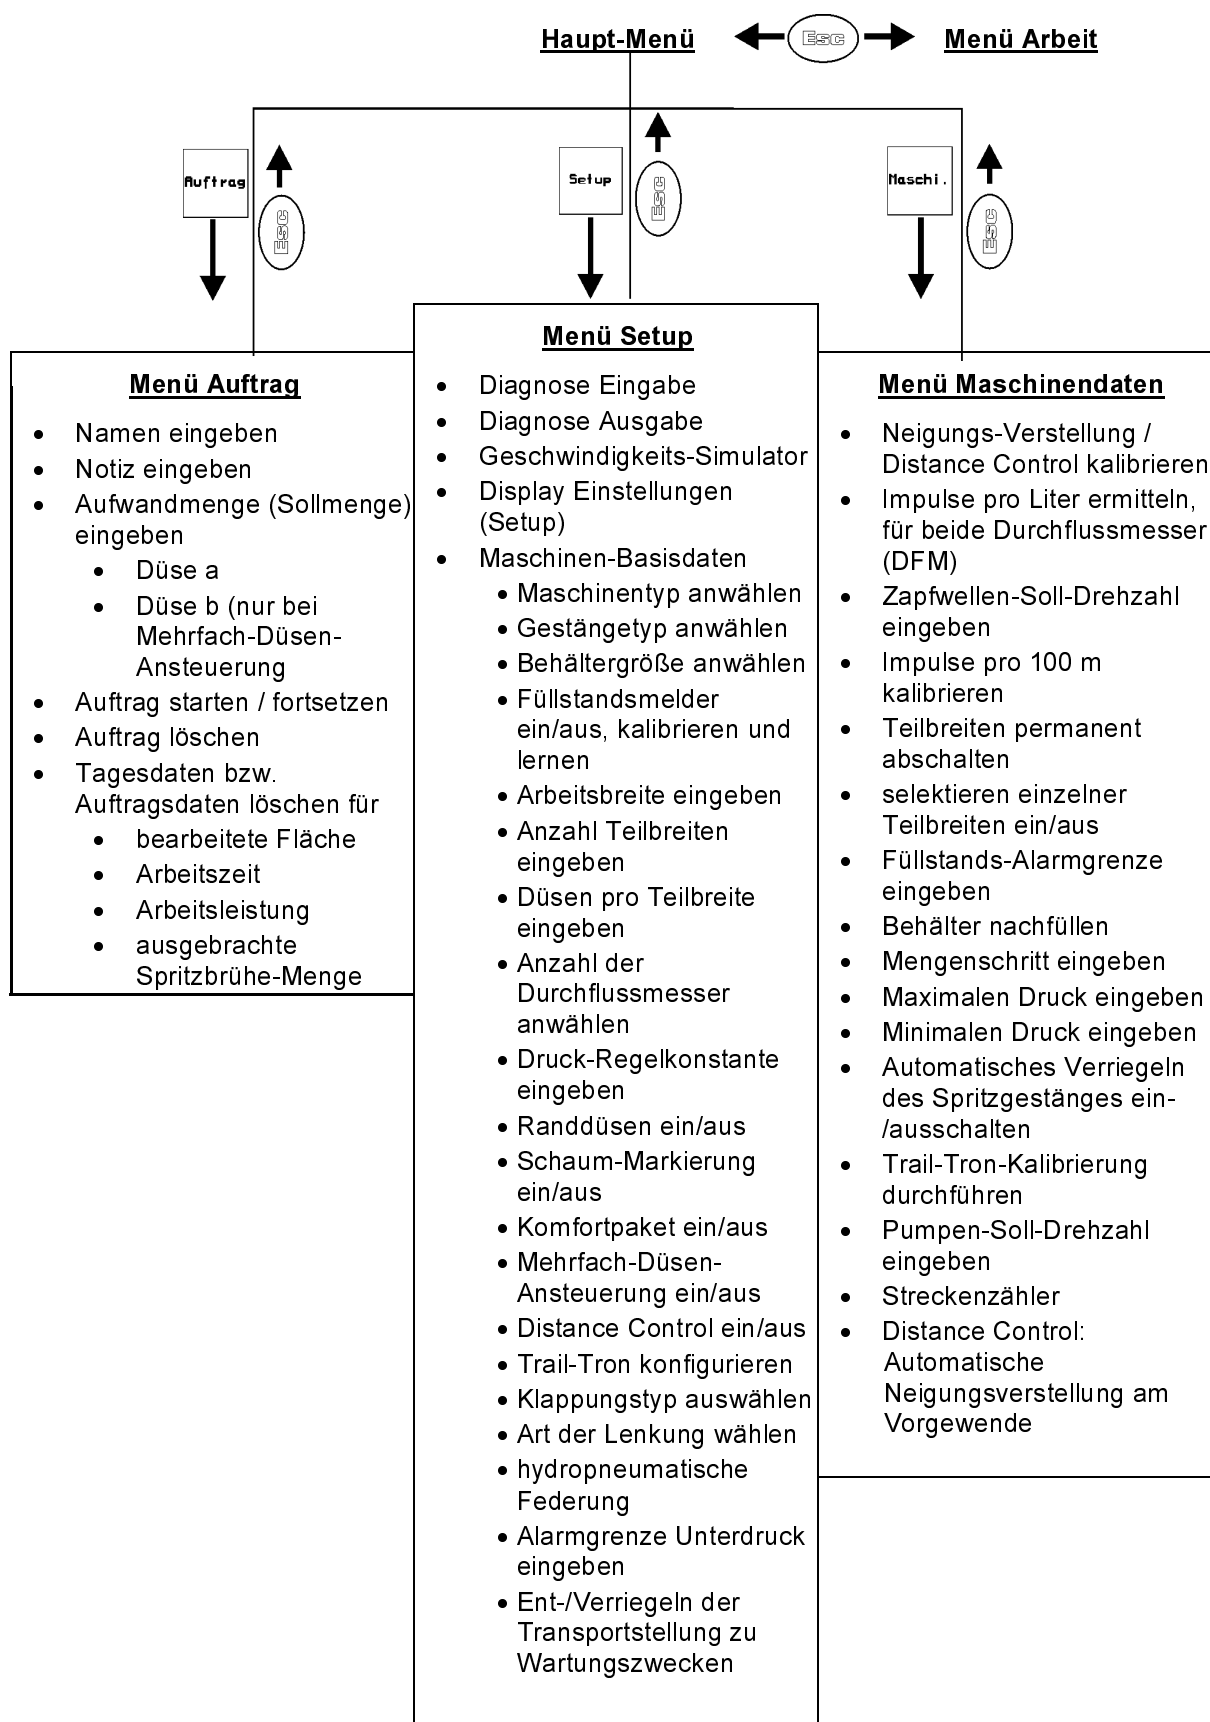 Haupt-Menü
Esc
Menü Arbeit
Auftrag
Esc
Setup
Esc
Maschi.
Esc
Menü Auftrag
• Namen eingeben
• Notiz eingeben
• Aufwandmenge (Sollmenge)
eingeben
• Düse a
• Düse b (nur bei
Mehrfach-Düsen-
Ansteuerung
• Auftrag starten / fortsetzen
• Auftrag löschen
• Tagesdaten bzw.
Auftragsdaten löschen für
• bearbeitete Fläche
• Arbeitszeit
• Arbeitsleistung
• ausgebrachte
Spritzbrühe-Menge
Menü Setup
• Diagnose Eingabe
• Diagnose Ausgabe
• Geschwindigkeits-Simulator
• Display Einstellungen
(Setup)
• Maschinen-Basisdaten
• Maschinentyp anwählen
• Gestängetyp anwählen
• Behältergröße anwählen
• Füllstandsmelder
ein/aus, kalibrieren und
lernen
• Arbeitsbreite eingeben
• Anzahl Teilbreiten
eingeben
• Düsen pro Teilbreite
eingeben
• Anzahl der
Durchflussmesser
anwählen
• Druck-Regelkonstante
eingeben
• Randdüsen ein/aus
• Schaum-Markierung
ein/aus
• Komfortpaket ein/aus
• Mehrfach-Düsen-
Ansteuerung ein/aus
• Distance Control ein/aus
• Trail-Tron konfigurieren
• Klappungstyp auswählen
• Art der Lenkung wählen
• hydropneumatische
Federung
• Alarmgrenze Unterdruck
eingeben
• Ent-/Verriegeln der
Transportstellung zu
Wartungszwecken
Menü Maschinendaten
• Neigungs-Verstellung /
Distance Control kalibrieren
• Impulse pro Liter ermitteln,
für beide Durchflussmesser
(DFM)
• Zapfwellen-Soll-Drehzahl
eingeben
• Impulse pro 100 m
kalibrieren
• Teilbreiten permanent
abschalten
• selektieren einzelner
Teilbreiten ein/aus
• Füllstands-Alarmgrenze
eingeben
• Behälter nachfüllen
• Mengenschritt eingeben
• Maximalen Druck eingeben
• Minimalen Druck eingeben
• Automatisches Verriegeln
des Spritzgestänges ein-
/ausschalten
• Trail-Tron-Kalibrierung
durchführen
• Pumpen-Soll-Drehzahl
eingeben
• Streckenzähler
• Distance Control:
Automatische
Neigungsverstellung am
Vorgewende